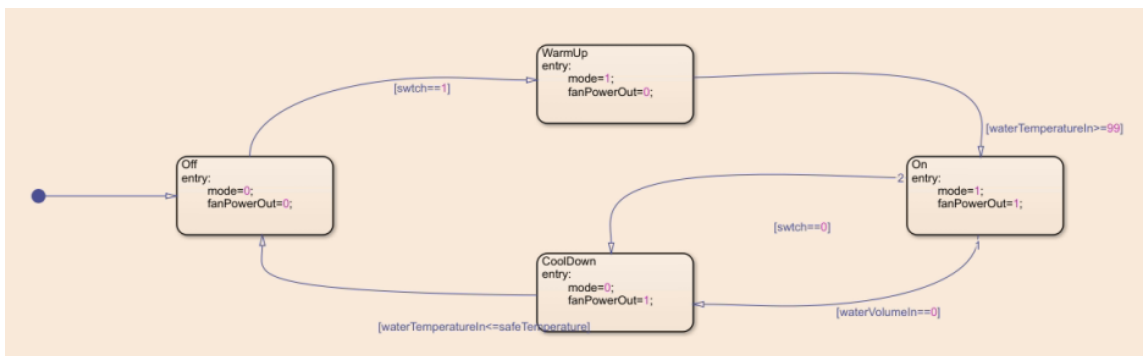 WarmUp
entry:
mode=1;
fanPowerOut=0;
[swtch==1]
[waterTemperatureIn>=99]
Off
entry:
mode=0;
fanPowerOut=0;
On
2 entry:
mode=1;
fanPowerOut=1;
[swtch==0]
1
CoolDown
entry:
mode=0;
fanPowerOut=1;
[waterVolumeIn==0]
[waterTemperatureIn<=safeTemperature]